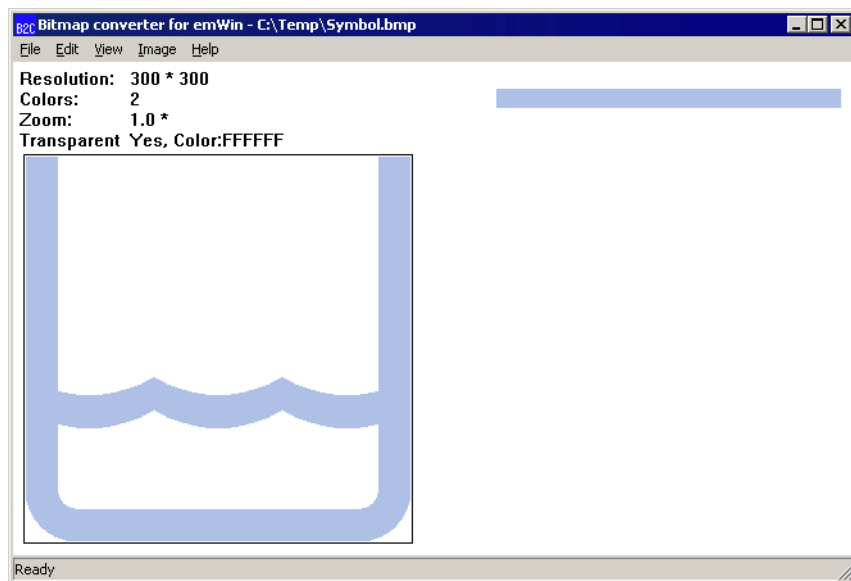 B2C Bitmap converter for emWin - C:\Temp\Symbol.bmp
File Edit View Image Help
Resolution: 300 * 300
Colors: 2
Zoom: 1.0 *
Transparent Yes, Color:FFFFFF
Ready